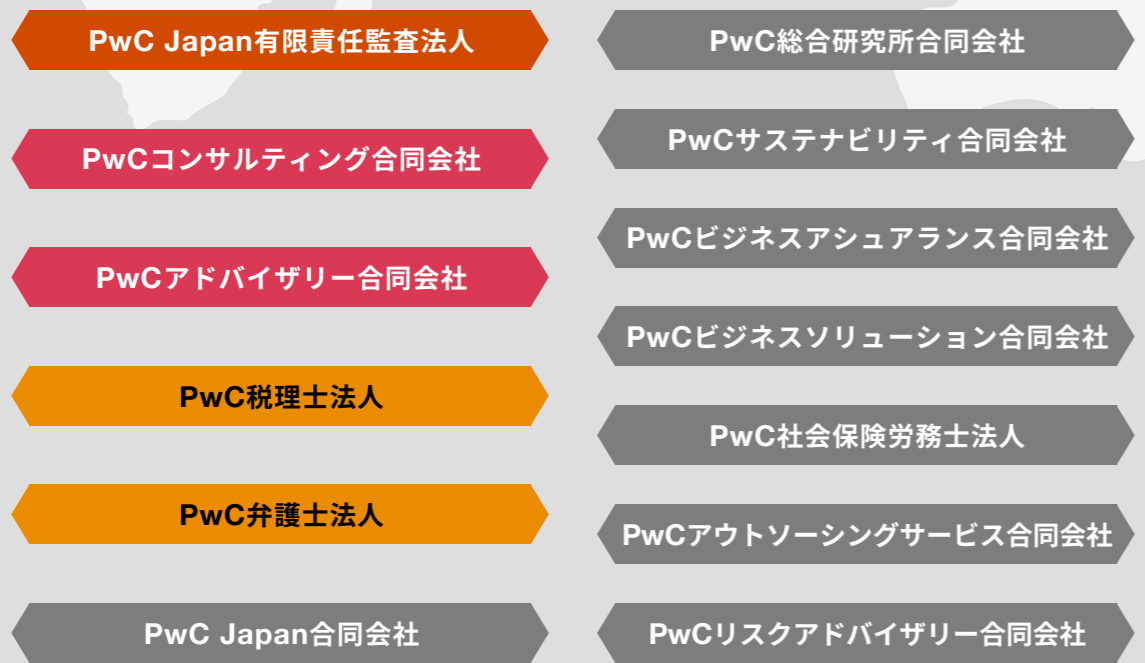 PwC Japan有限責任監査法人
PwCコンサルティング合同会社
PwCアドバイザリー合同会社
PwC税理士法人
PwC弁護士法人
PwC Japan合同会社
PwC総合研究所合同会社
PwCサステナビリティ合同会社
PwCビジネスアシュアランス合同会社
PwCビジネスソリューション合同会社
PwC社会保険労務士法人
PwCアウトソーシングサービス合同会社
PwCリスクアドバイザリー合同会社